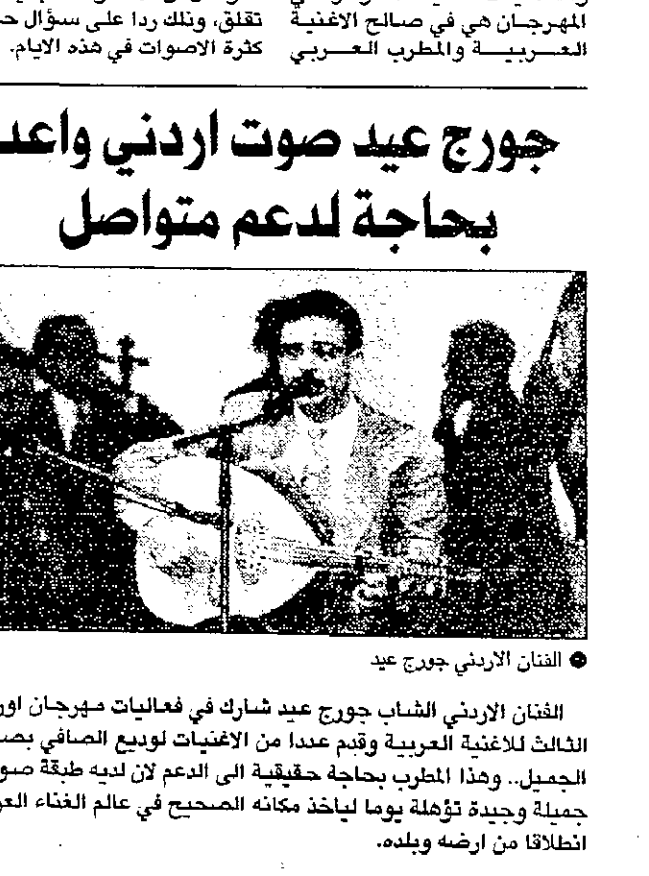 المهرجان هي في صالح الاغنية
العربية والمطرب العربي
تقلق، وذلك ردا على سؤال
كثرة الاصوات في هذه الايام.
جورج عيد صوت اردني واعد
بحاجة لدعم متواصل
الفنان الاردني جورج عيد
الفنان الاردني الشاب جورج عيد شارك في فعاليات مهرجان
الثالث للاغنية العربية وقدم عددا من الاغنيات لوديع الصافي
الجميل.. وهذا المطرب بحاجة حقيقية الى الدعم لان لديه طبقة
جميلة وجيدة تؤهلة يوما ليأخذ مكانه الصحيح في عالم الغناء
انطلاقا من ارضه وبلده.